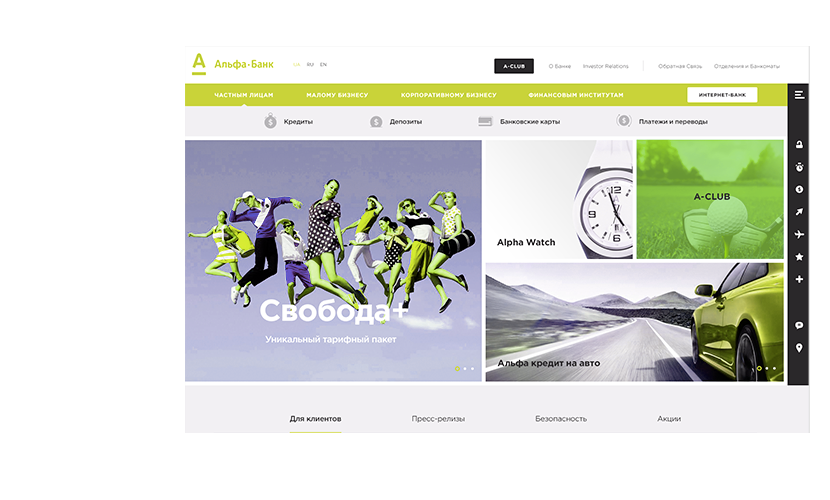 Альфа·Банк
UA RU EN
A-CLUB
О Банке
Investor Relations
Обратная Связь
Отделения и Банкоматы
ЧАСТНЫМ ЛИЦАМ
МАЛОМУ БИЗНЕСУ
КОРПОРАТИВНОМУ БИЗНЕСУ
ФИНАНСОВЫМ ИНСТИТУТАМ
ИНТЕРНЕТ-БАНК
Кредиты
Депозиты
Банковские карты
Платежи и переводы
Свобода+
Уникальный тарифный пакет
Alpha Watch
A-CLUB
Альфа кредит на авто
Для клиентов
Пресс-релизы
Безопасность
Акции